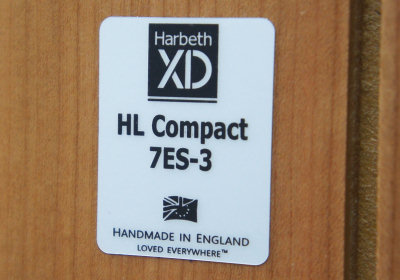 Harbeth
XD
HL Compact
7ES-3
HANDMADE IN ENGLAND
LOVED EVERYWHERE™